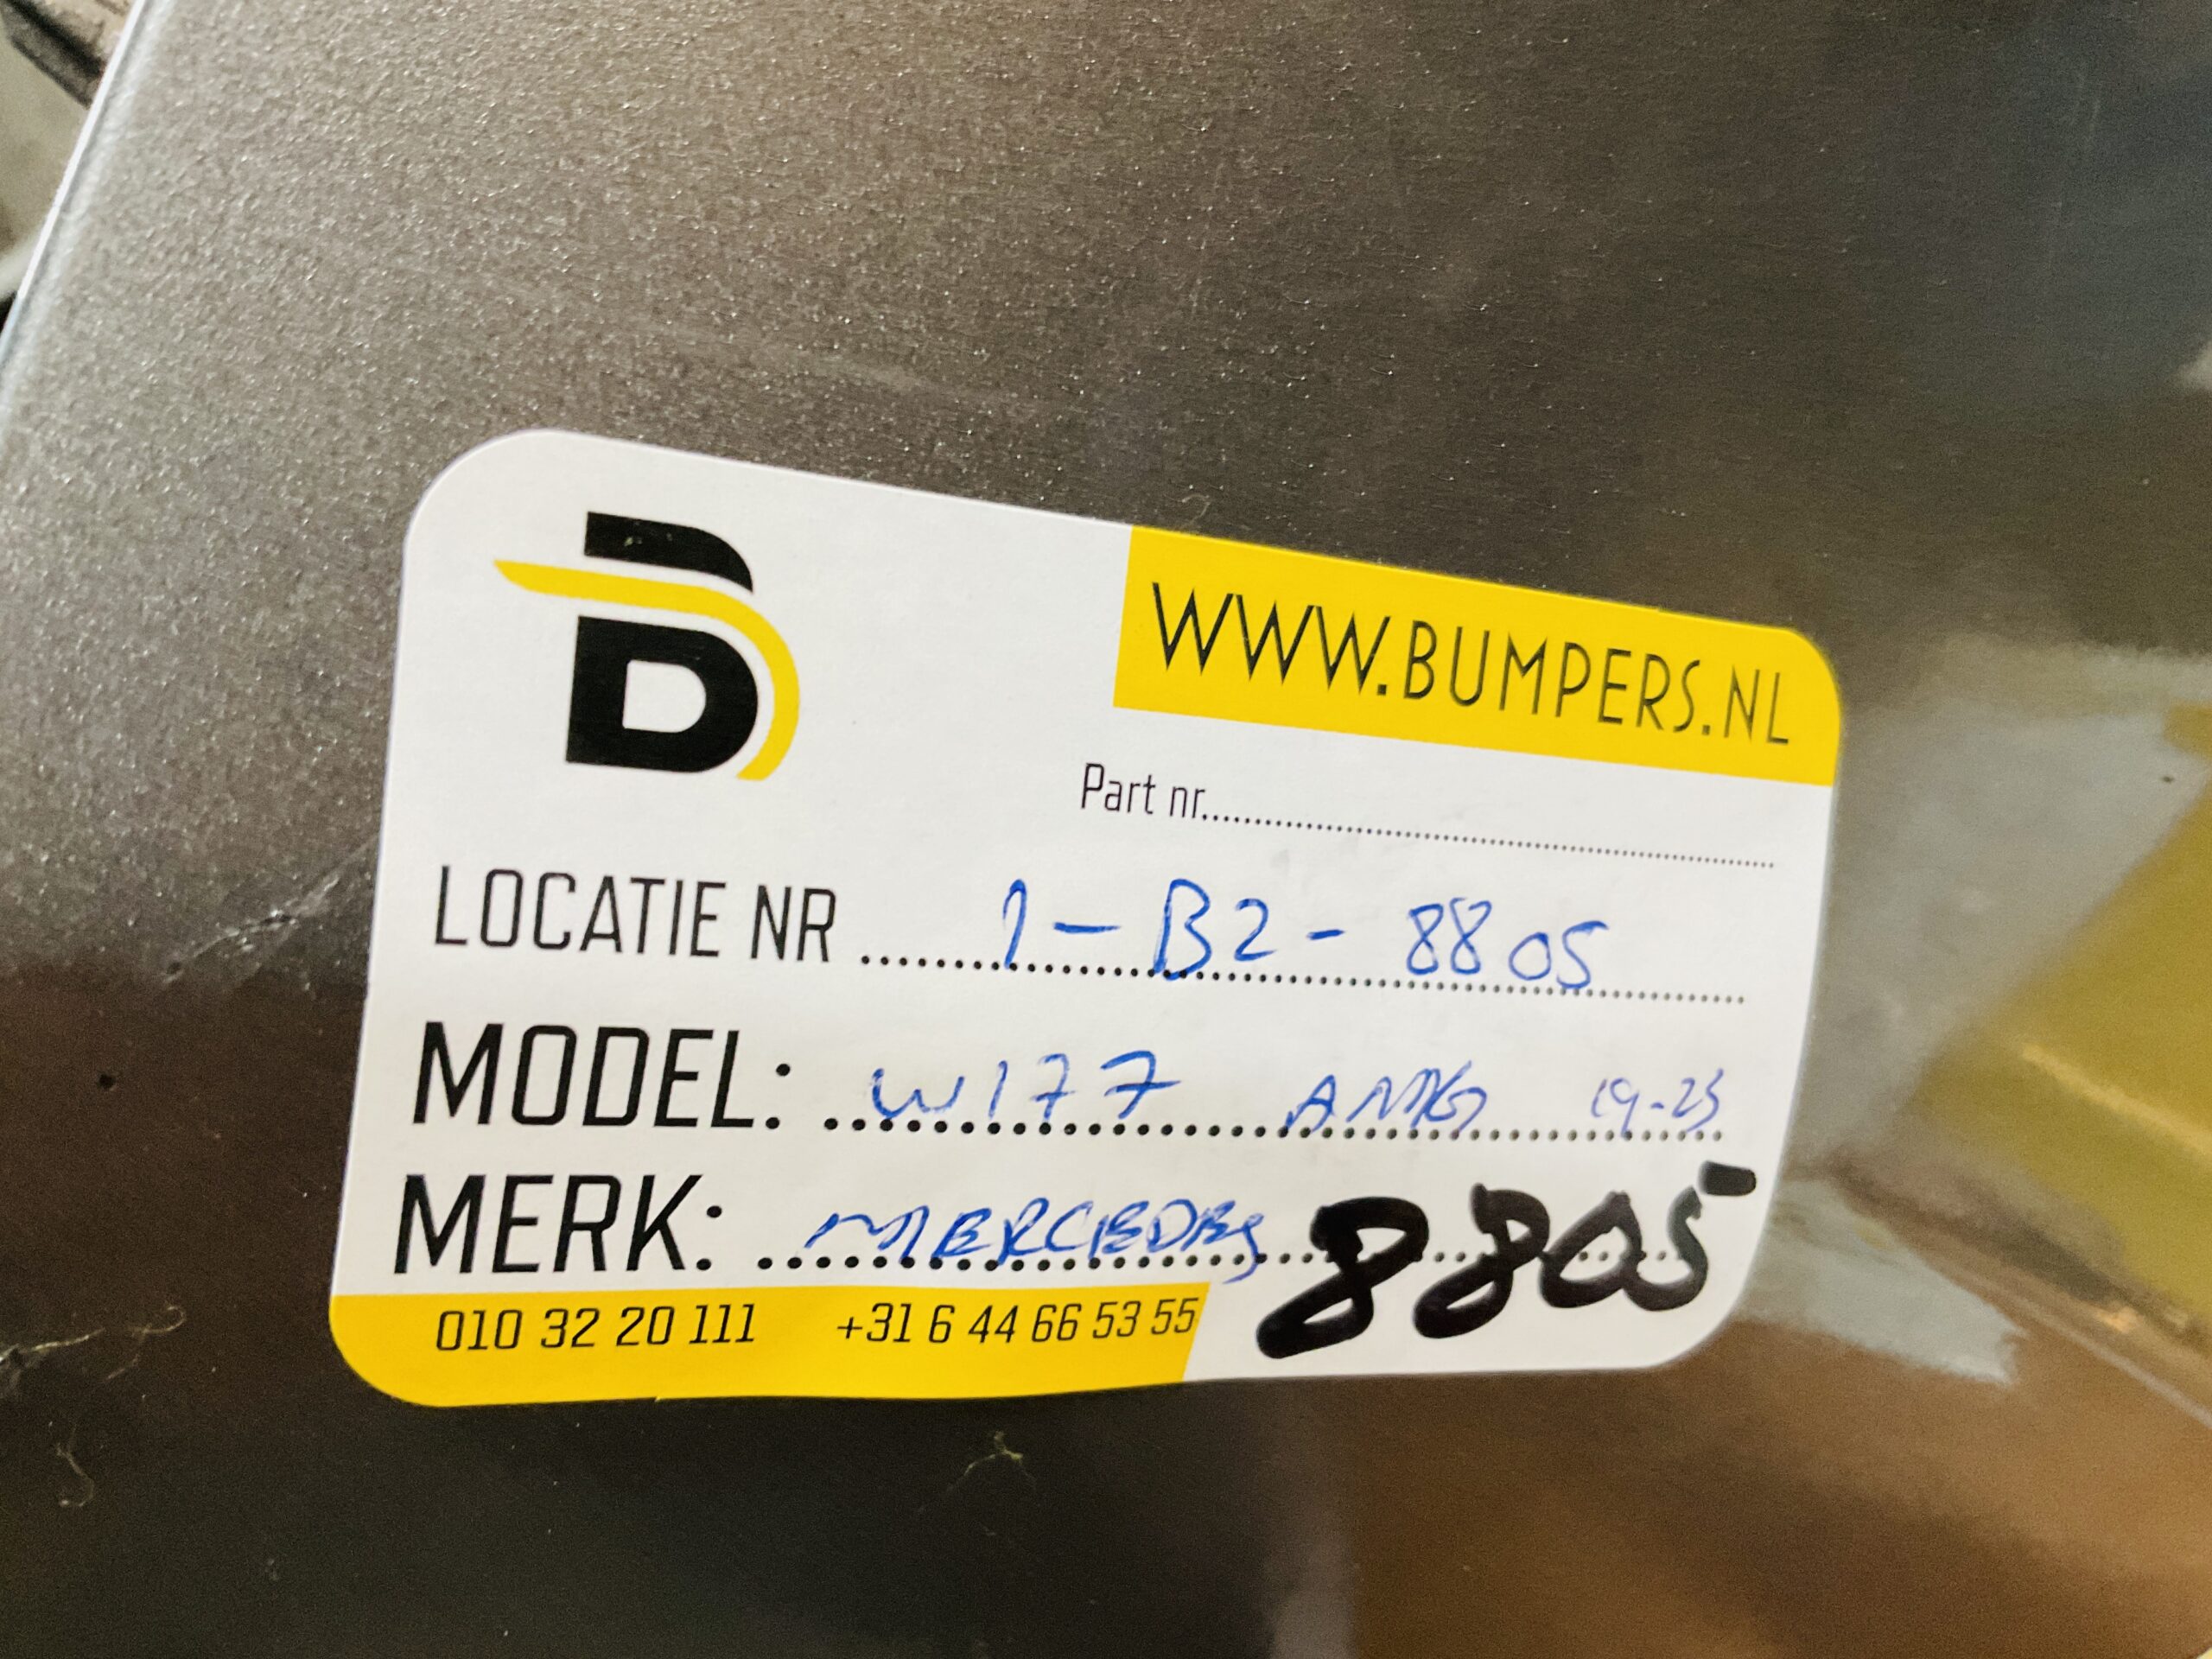 B
WWW.BUMPERS.NL
Part nr.
LOCATIE NR 1-B2-8805
MODEL: W177 AMG 19-23
MERK: MERCEDES 8805
010 32 20 111 +31 6 44 66 53 55